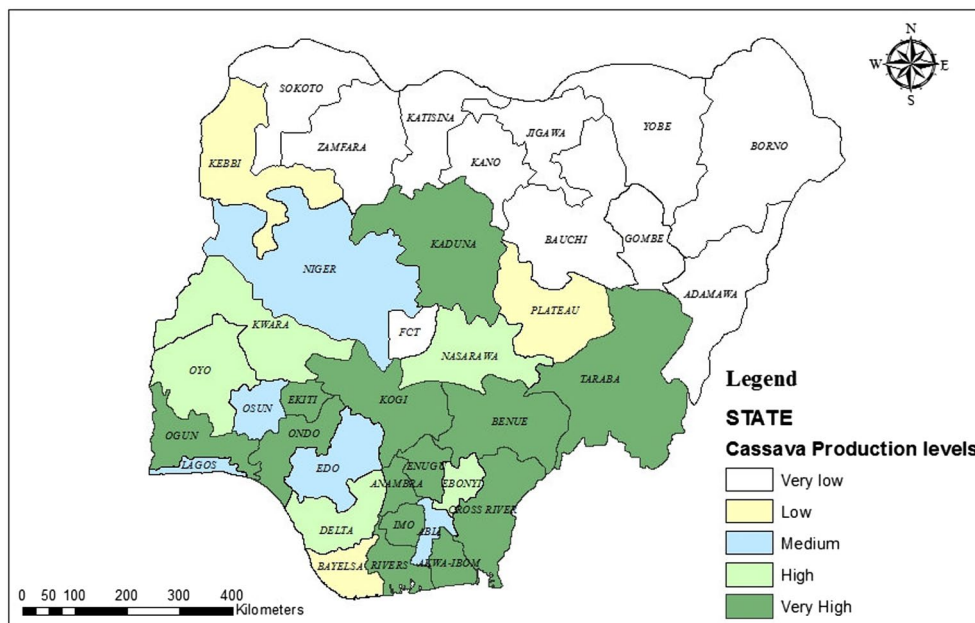 N
W E
S
SOKOTO
KATISINA
JIGAWA
YOBE
BORNO
ZAMFARA
KANO
KEBBI
BAUCHI
GOMBE
KADUNA
NIGER
ADAMAWA
PLATEAU
FCT
KWARA
NASARAWA
OYO
TARABA
OSUN
EKITI
KOGI
BENUE
OGUN
ONDO
LAGOS
EDO
ENUGU
ANAMBRA
EBONYI
CROSS RIVER
DELTA
IMO
ABIA
BAYELSA
RIVERS
AKWA-IBOM
Legend
STATE
Cassava Production levels
Very low
Low
Medium
High
Very High
0 50 100 200 300 400
Kilometers